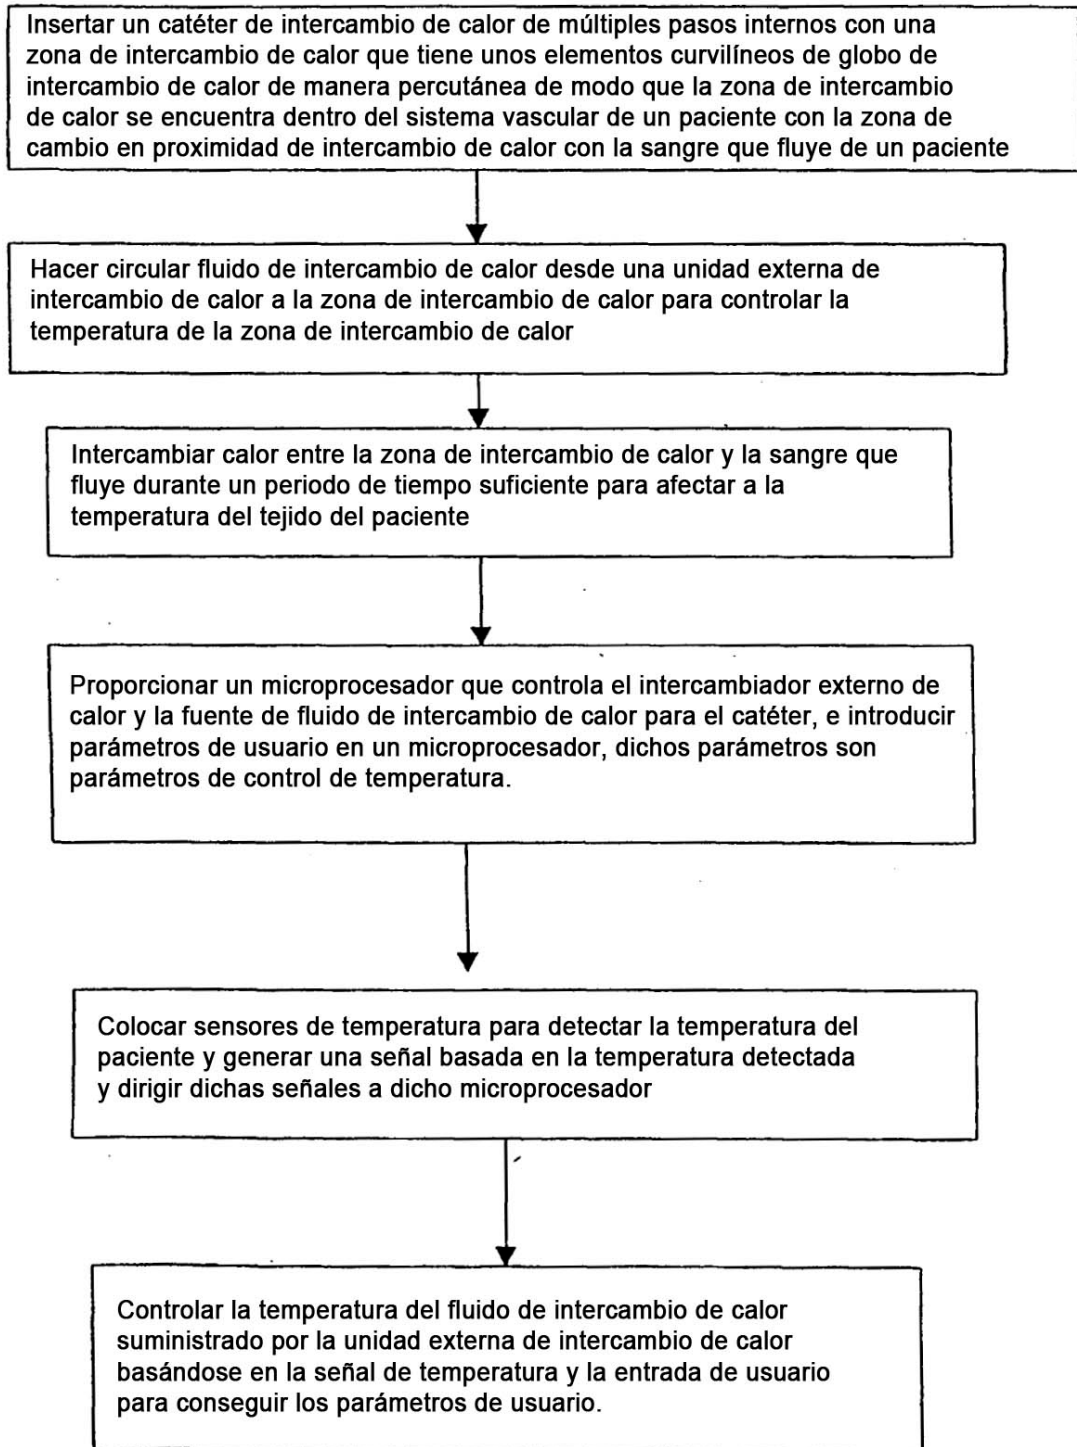 Insertar un catéter de intercambio de calor de múltiples pasos internos con una
zona de intercambio de calor que tiene unos elementos curvilíneos de globo de
intercambio de calor de manera percutánea de modo que la zona de intercambio
de calor se encuentra dentro del sistema vascular de un paciente con la zona de
cambio en proximidad de intercambio de calor con la sangre que fluye de un paciente
Hacer circular fluido de intercambio de calor desde una unidad externa de
intercambio de calor a la zona de intercambio de calor para controlar la
temperatura de la zona de intercambio de calor
Intercambiar calor entre la zona de intercambio de calor y la sangre que
fluye durante un periodo de tiempo suficiente para afectar a la
temperatura del tejido del paciente
Proporcionar un microprocesador que controla el intercambiador externo de
calor y la fuente de fluido de intercambio de calor para el catéter, e introducir
parámetros de usuario en un microprocesador, dichos parámetros son
parámetros de control de temperatura.
Colocar sensores de temperatura para detectar la temperatura del
paciente y generar una señal basada en la temperatura detectada
y dirigir dichas señales a dicho microprocesador
Controlar la temperatura del fluido de intercambio de calor
suministrado por la unidad externa de intercambio de calor
basándose en la señal de temperatura y la entrada de usuario
para conseguir los parámetros de usuario.